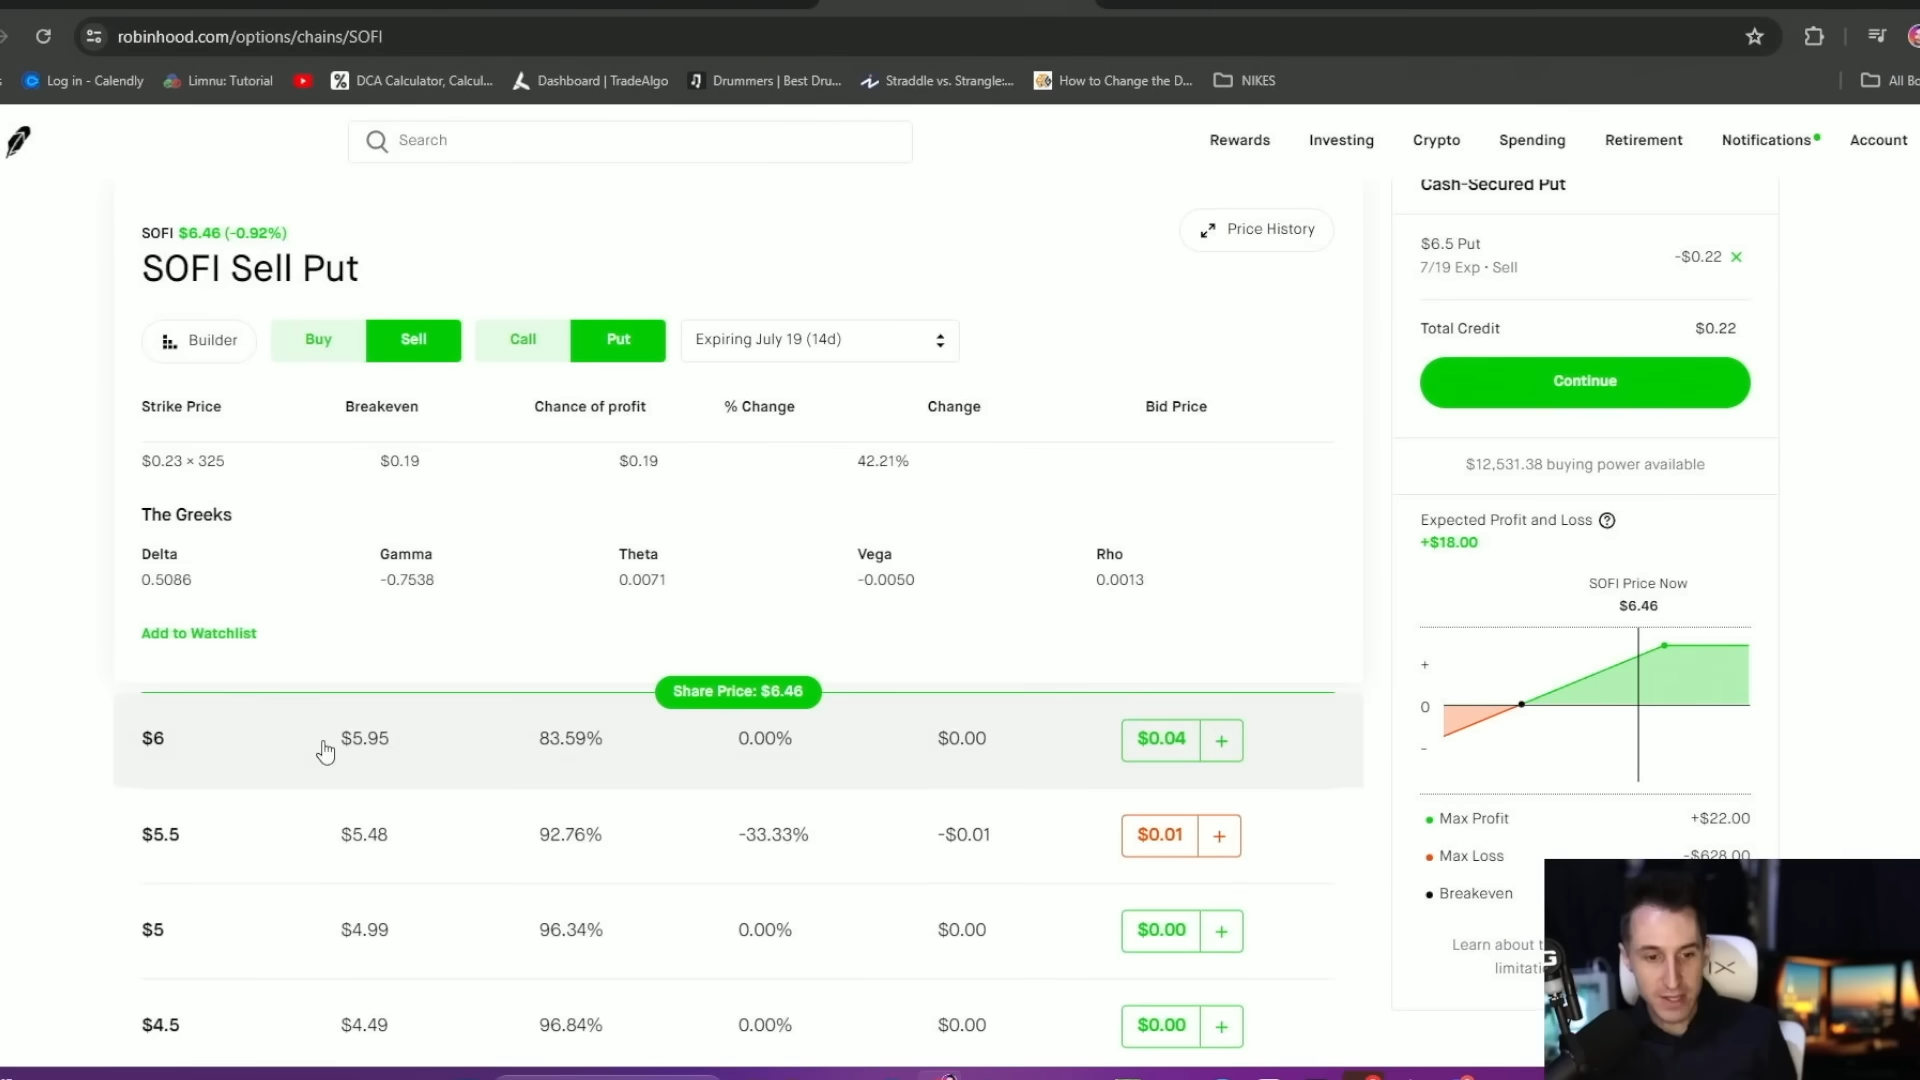 robinhood.com/options/chains/SOFI
Log in - Calendly
Limnu: Tutorial
DCA Calculator, Calcul...
Dashboard | TradeAlgo
Drummers | Best Dru...
Straddle vs. Strangle:...
How to Change the D...
NIKES
All Bo
Search
Rewards
Investing
Crypto
Spending
Retirement
Notifications
Account
SOFI $6.46 (-0.92%)
SOFI Sell Put
Price History
Builder
Buy
Sell
Call
Put
Expiring July 19 (14d)
Strike Price
Breakeven
Chance of profit
% Change
Change
Bid Price
$0.23 × 325
$0.19
$0.19
42.21%
The Greeks
Delta
Gamma
Theta
Vega
Rho
0.5086
-0.7538
0.0071
-0.0050
0.0013
Add to Watchlist
Share Price: $6.46
$6
$5.95
83.59%
0.00%
$0.00
$0.04 +
$5.5
$5.48
92.76%
-33.33%
-$0.01
$0.01 +
$5
$4.99
96.34%
0.00%
$0.00
$0.00 +
$4.5
$4.49
96.84%
0.00%
$0.00
$0.00 +
Cash-Secured Put
$6.5 Put
7/19 Exp · Sell
-$0.22
Total Credit
$0.22
Continue
$12,531.38 buying power available
Expected Profit and Loss ?
+$18.00
SOFI Price Now
$6.46
+
0
-
Max Profit
+$22.00
Max Loss
-$628.00
Breakeven
Learn about t
limitati